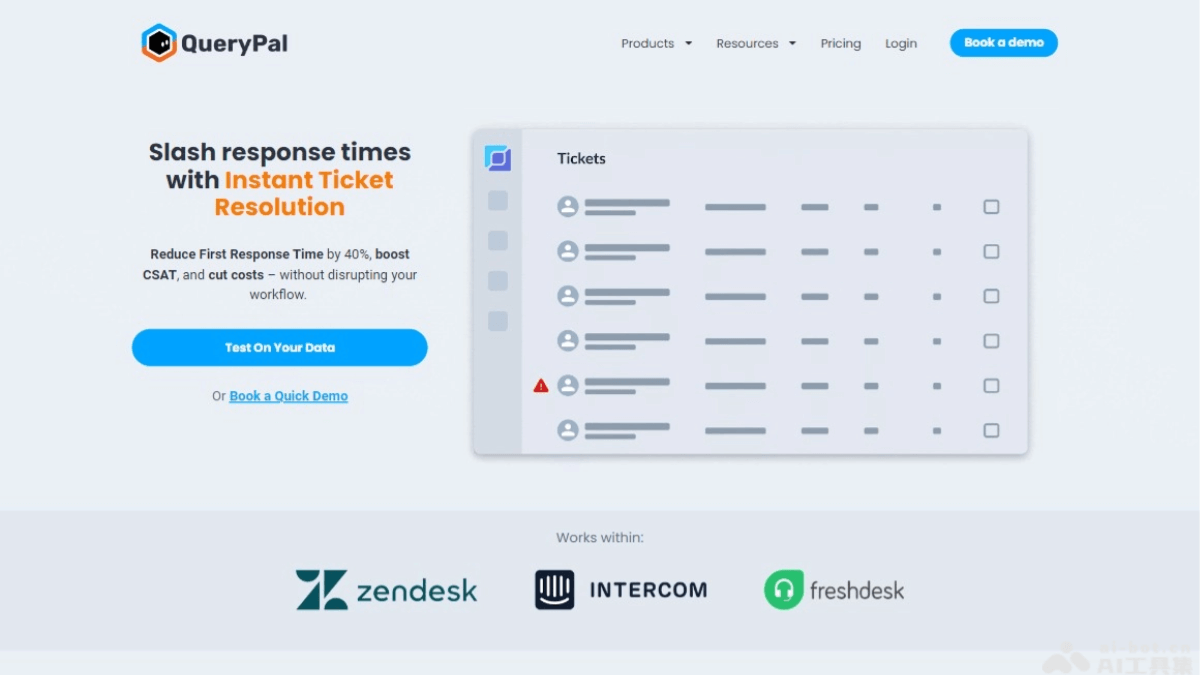 QueryPal
Products
Resources
Pricing
Login
Book a demo
Slash response times
with Instant Ticket
Resolution
Reduce First Response Time by 40%, boost
CSAT, and cut costs – without disrupting your
workflow.
Test On Your Data
Or Book a Quick Demo
Tickets
Works within:
zendesk
INTERCOM
freshdesk
AI工具集